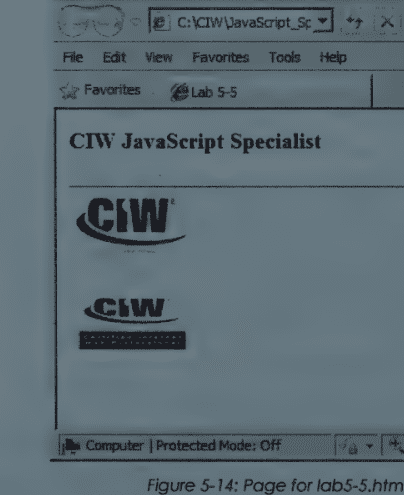 C:\CIW\JavaScript_Sp
File Edit View Favorites Tools Help
Favorites Lab 5-5
CIW JavaScript Specialist
CIW
CIW
Computer | Protected Mode: Off
Figure 5-14: Page for lab5-5.htm